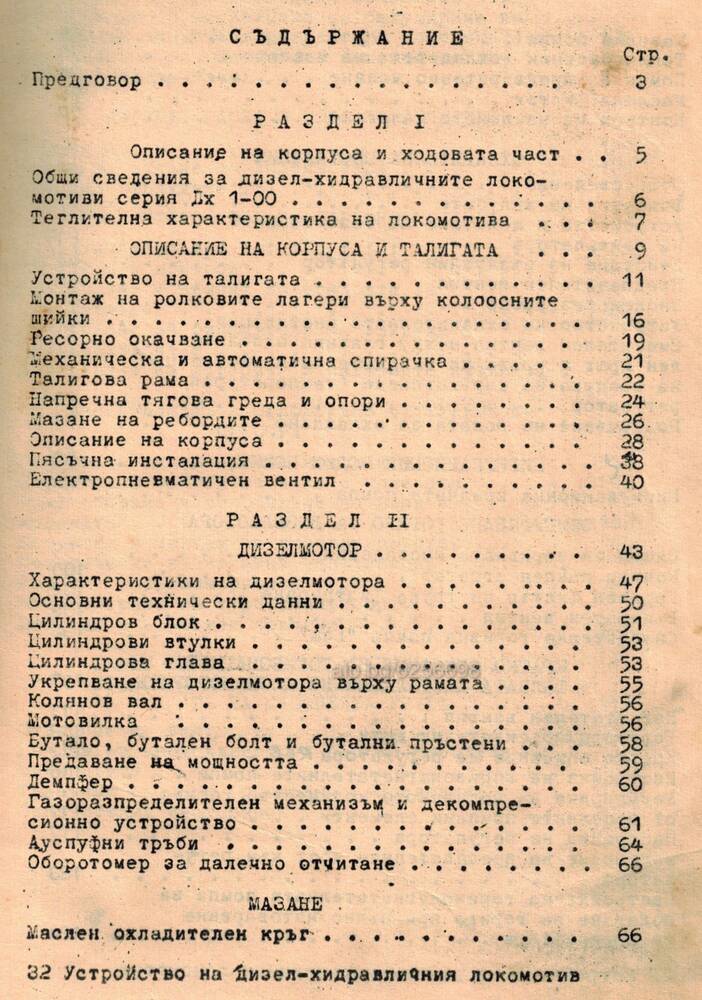 СЪДЪРЖАНИЕ
Стр.
Предговор . . . . . . . . . . . . . . . . 3
РАЗДЕЛ I
Описание на корпуса и ходовата част . . 5
Общи сведения за дизел-хидравличните локо-
мотиви серия Дх 1-00 . . . . . . . . . . . . 6
Теглителна характеристика на локомотива . . . 7
ОПИСАНИЕ НА КОРПУСА И ТАЛИГАТА . . . 9
Устройство на талигата . . . . . . . . . . . 11
Монтаж на ролковите лагери върху колоосните
шийки . . . . . . . . . . . . . . . . . . . 16
Ресорно окачване . . . . . . . . . . . . . . 19
Механическа и автоматична спирачка . . . . . 21
Талигова рама . . . . . . . . . . . . . . . 22
Напречна тягова греда и опори . . . . . . . . 24
Мазане на ребордите . . . . . . . . . . . . 26
Описание на корпуса . . . . . . . . . . . . 28
Пясъчна инсталация . . . . . . . . . . . . . 38
Електропневматичен вентил . . . . . . . . . . 40
РАЗДЕЛ II
ДИЗЕЛМОТОР . . . . . . . . . 43
Характеристики на дизелмотора . . . . . . . . 47
Основни технически данни . . . . . . . . . . 50
Цилиндров блок . . . . . . . . . . . . . . . 51
Цилиндрови втулки . . . . . . . . . . . . . 53
Цилиндрова глава . . . . . . . . . . . . . . 53
Укрепване на дизелмотора върху рамата . . . . 55
Колянов вал . . . . . . . . . . . . . . . . 56
Мотовилка . . . . . . . . . . . . . . . . . 56
Бутало, бутален болт и бутални пръстени . . . 58
Предаване на мощността . . . . . . . . . . . 59
Демпфер . . . . . . . . . . . . . . . . . . 60
Газоразпределителен механизъм и декомпре-
сионно устройство . . . . . . . . . . . . . 61
Ауспуфни тръби . . . . . . . . . . . . . . . 64
Оборотомер за далечно отчитане . . . . . . . . 66
МАЗАНЕ
Маслен охладителен кръг . . . . . . . . . . . 66
32 Устройство на дизел-хидравличния локомотив